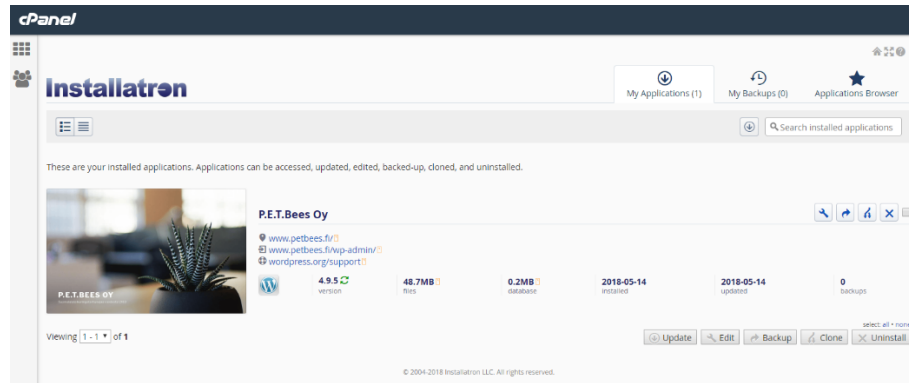 cPanel
Installatron
My Applications (1)
My Backups (0)
Applications Browser
Search installed applications
These are your installed applications. Applications can be accessed, updated, edited, backed-up, cloned, and uninstalled.
P.E.T.Bees Oy
www.petbees.fi/
www.petbees.fi/wp-admin/
wordpress.org/support
P.E.T.BEES OY
4.9.5
version
48.7MB
files
0.2MB
database
2018-05-14
installed
2018-05-14
updated
0
backups
Viewing 1 - 1 of 1
select: all • none
Update
Edit
Backup
Clone
Uninstall
© 2004-2018 Installatron LLC. All rights reserved.